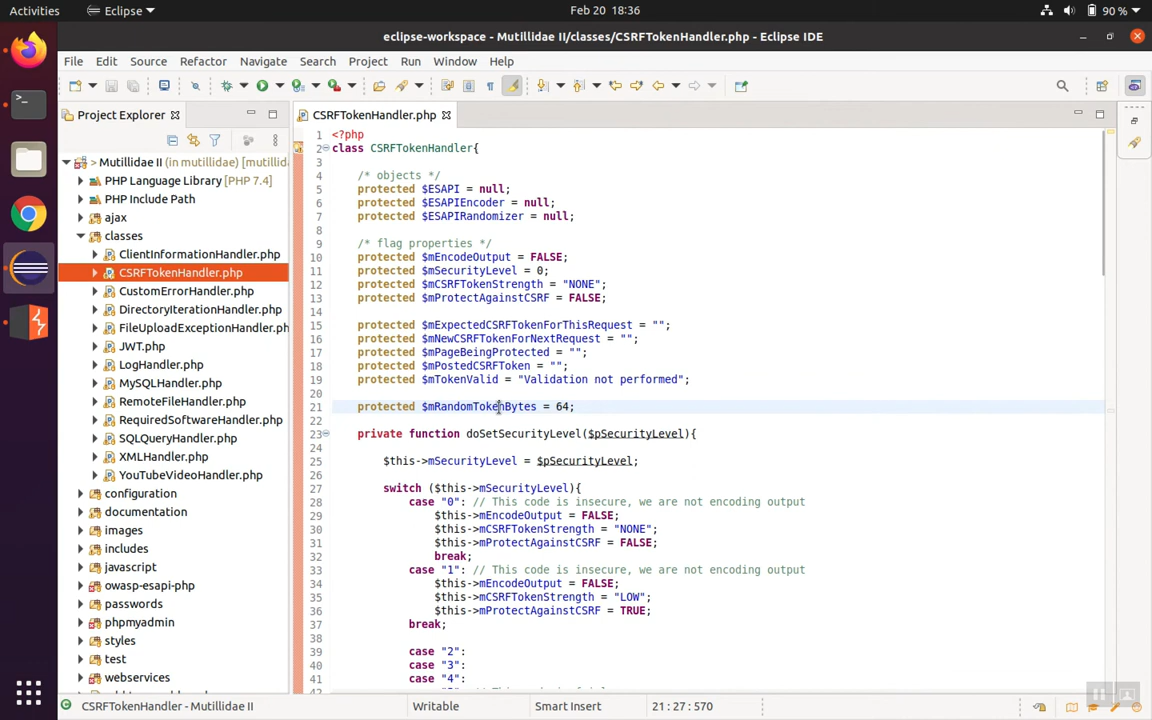 Activities
Eclipse
Feb 20 18:36
90 %
eclipse-workspace - Mutillidae II/classes/CSRFTokenHandler.php - Eclipse IDE
File Edit Source Refactor Navigate Search Project Run Window Help
Project Explorer
CSRFTokenHandler.php
> Mutillidae II (in mutillidae) [mutillid
PHP Language Library [PHP 7.4]
PHP Include Path
ajax
classes
ClientInformationHandler.php
CSRFTokenHandler.php
CustomErrorHandler.php
DirectoryIterationHandler.php
FileUploadExceptionHandler.ph
JWT.php
LogHandler.php
MySQLHandler.php
RemoteFileHandler.php
RequiredSoftwareHandler.php
SQLQueryHandler.php
XMLHandler.php
YouTubeVideoHandler.php
configuration
documentation
images
includes
javascript
owasp-esapi-php
passwords
phpmyadmin
styles
test
webservices
1 <?php
2 class CSRFTokenHandler{
3
4 /* objects */
5 protected $ESAPI = null;
6 protected $ESAPIEncoder = null;
7 protected $ESAPIRandomizer = null;
8
9 /* flag properties */
10 protected $mEncodeOutput = FALSE;
11 protected $mSecurityLevel = 0;
12 protected $mCSRFTokenStrength = "NONE";
13 protected $mProtectAgainstCSRF = FALSE;
14
15 protected $mExpectedCSRFTokenForThisRequest = "";
16 protected $mNewCSRFTokenForNextRequest = "";
17 protected $mPageBeingProtected = "";
18 protected $mPostedCSRFToken = "";
19 protected $mTokenValid = "Validation not performed";
20
21 protected $mRandomTokenBytes = 64;
22
23 private function doSetSecurityLevel($pSecurityLevel){
24
25 $this->mSecurityLevel = $pSecurityLevel;
26
27 switch ($this->mSecurityLevel){
28 case "0": // This code is insecure, we are not encoding output
29 $this->mEncodeOutput = FALSE;
30 $this->mCSRFTokenStrength = "NONE";
31 $this->mProtectAgainstCSRF = FALSE;
32 break;
33 case "1": // This code is insecure, we are not encoding output
34 $this->mEncodeOutput = FALSE;
35 $this->mCSRFTokenStrength = "LOW";
36 $this->mProtectAgainstCSRF = TRUE;
37 break;
38
39 case "2":
40 case "3":
41 case "4":
CSRFTokenHandler - Mutillidae II
Writable
Smart Insert
21 : 27 : 570